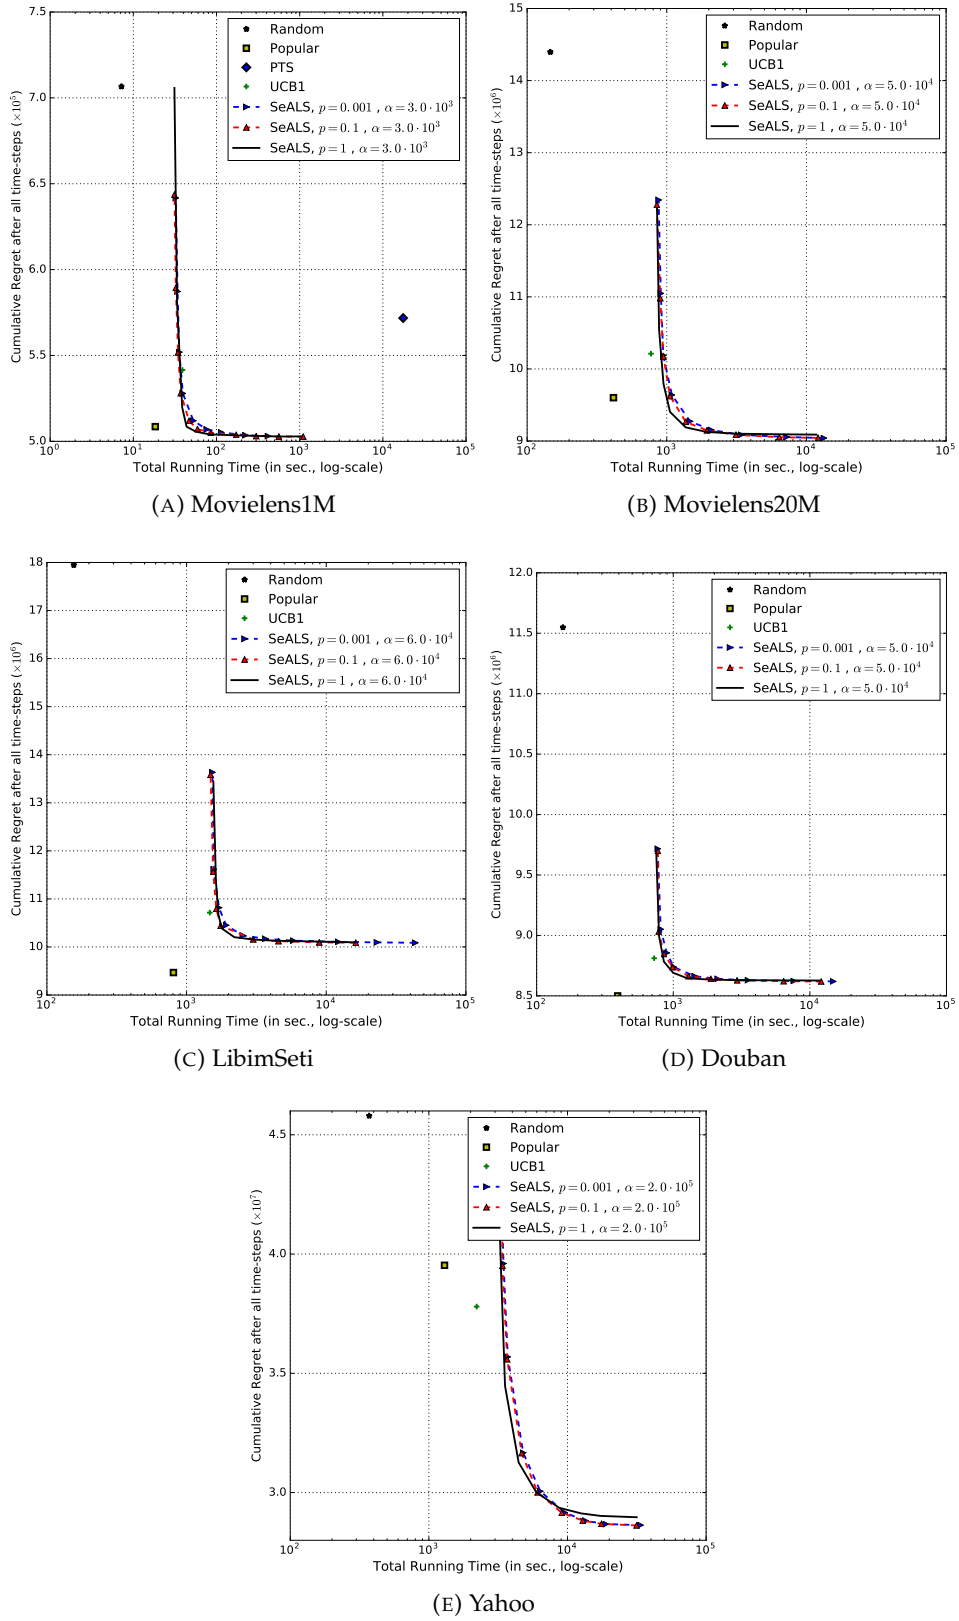 Cumulative Regret after all time-steps (×10⁵)
7.5
7.0
6.5
6.0
5.5
5.0
Random
Popular
PTS
UCB1
SeALS, p = 0.001 , α = 3.0 · 10³
SeALS, p = 0.1 , α = 3.0 · 10³
SeALS, p = 1 , α = 3.0 · 10³
10⁰ 10¹ 10² 10³ 10⁴ 10⁵
Total Running Time (in sec., log-scale)
(A) Movielens1M
Cumulative Regret after all time-steps (×10⁶)
15
14
13
12
11
10
9
Random
Popular
UCB1
SeALS, p = 0.001 , α = 5.0 · 10⁴
SeALS, p = 0.1 , α = 5.0 · 10⁴
SeALS, p = 1 , α = 5.0 · 10⁴
10² 10³ 10⁴ 10⁵
Total Running Time (in sec., log-scale)
(B) Movielens20M
Cumulative Regret after all time-steps (×10⁶)
18
17
16
15
14
13
12
11
10
9
Random
Popular
UCB1
SeALS, p = 0.001 , α = 6.0 · 10⁴
SeALS, p = 0.1 , α = 6.0 · 10⁴
SeALS, p = 1 , α = 6.0 · 10⁴
10² 10³ 10⁴ 10⁵
Total Running Time (in sec., log-scale)
(C) LibimSeti
Cumulative Regret after all time-steps (×10⁶)
12.0
11.5
11.0
10.5
10.0
9.5
9.0
8.5
Random
Popular
UCB1
SeALS, p = 0.001 , α = 5.0 · 10⁴
SeALS, p = 0.1 , α = 5.0 · 10⁴
SeALS, p = 1 , α = 5.0 · 10⁴
10² 10³ 10⁴ 10⁵
Total Running Time (in sec., log-scale)
(D) Douban
Cumulative Regret after all time-steps (×10⁷)
4.5
4.0
3.5
3.0
Random
Popular
UCB1
SeALS, p = 0.001 , α = 2.0 · 10⁵
SeALS, p = 0.1 , α = 2.0 · 10⁵
SeALS, p = 1 , α = 2.0 · 10⁵
10² 10³ 10⁴ 10⁵
Total Running Time (in sec., log-scale)
(E) Yahoo